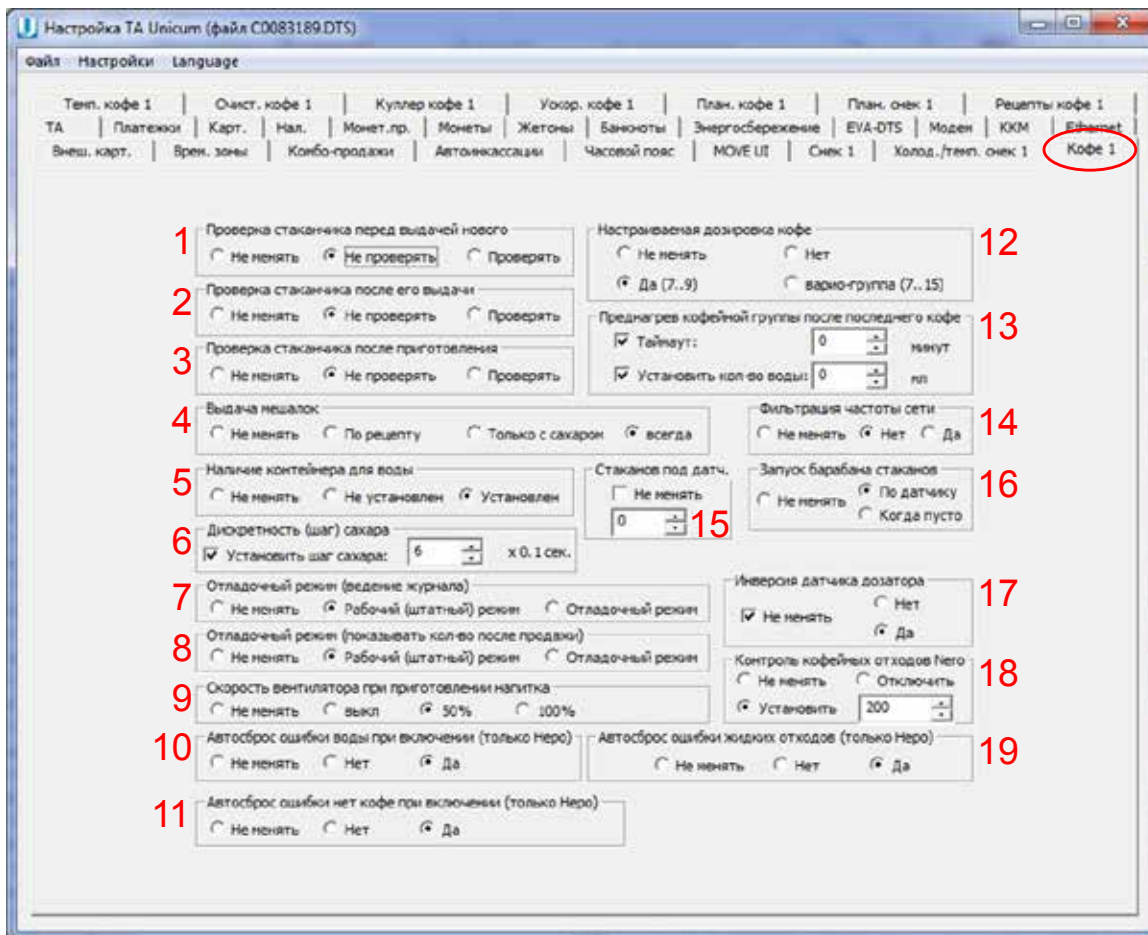 Настройка ТА Unicum (файл C0083189.DTS)
Файл Настройки Language
Темп. кофе 1 Очист. кофе 1 Куллер кофе 1 Ускор. кофе 1 План. кофе 1 План. снек 1 Рецепты кофе 1
ТА Платежки Карт. Нал. Монет.пр. Монеты Жетоны Банкноты Энергосбережение EVA-DTS Модем ККМ Ethernet
Внеш. карт. Врем. зоны Комбо-продажи Автоинкассации Часовой пояс MOVE UI Снек 1 Холод./темп. снек 1 Кофе 1
1 Проверка стаканчика перед выдачей нового
Не менять Не проверять Проверять
2 Проверка стаканчика после его выдачи
Не менять Не проверять Проверять
3 Проверка стаканчика после приготовления
Не менять Не проверять Проверять
4 Выдача мешалок
Не менять По рецепту Только с сахаром всегда
5 Наличие контейнера для воды
Не менять Не установлен Установлен
6 Дискретность (шаг) сахара
Установить шаг сахара: 6 x 0.1 сек.
7 Отладочный режим (ведение журнала)
Не менять Рабочий (штатный) режим Отладочный режим
8 Отладочный режим (показывать кол-во после продажи)
Не менять Рабочий (штатный) режим Отладочный режим
9 Скорость вентилятора при приготовлении напитка
Не менять выкл 50% 100%
10 Автосброс ошибки воды при включении (только Неро)
Не менять Нет Да
11 Автосброс ошибки нет кофе при включении (только Неро)
Не менять Нет Да
Настраиваемая дозировка кофе 12
Не менять Нет
Да (7..9) варио-группа (7..15)
Преднагрев кофейной группы после последнего кофе 13
Таймаут: 0 минут
Установить кол-во воды: 0 мл
Фильтрация частоты сети 14
Не менять Нет Да
Стаканов под датч.
Не менять
0 15
Запуск барабана стаканов 16
Не менять По датчику
Когда пусто
Инверсия датчика дозатора 17
Не менять Нет
Да
Контроль кофейных отходов Nero 18
Не менять Отключить
Установить 200
Автосброс ошибки жидких отходов (только Неро) 19
Не менять Нет Да